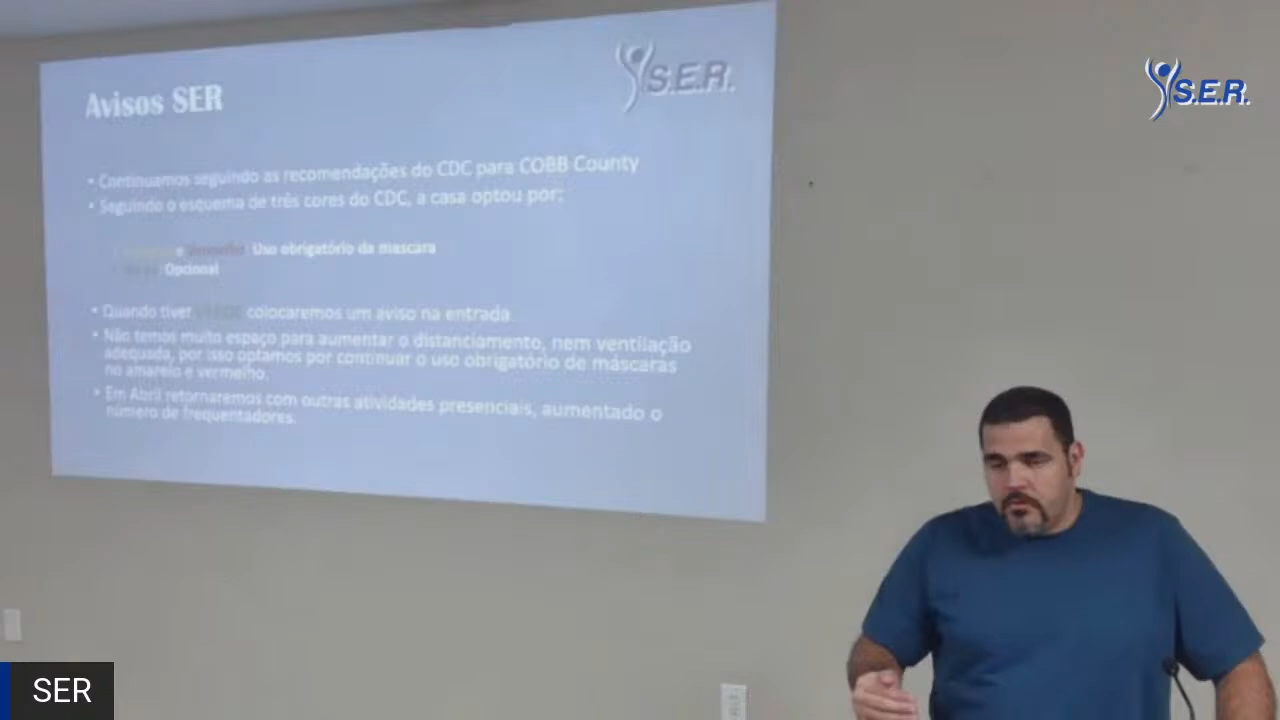 Avisos SER
S.E.R.
S.E.R.
• Continuamos seguindo as recomendações do CDC para COBB County
• Seguindo o esquema de três cores do CDC, a casa optou por:
e Vermelho: Uso obrigatório da mascara
Opcional
• Quando tiver colocaremos um aviso na entrada
• Não temos muito espaço para aumentar o distanciamento, nem ventilação
adequada, por isso optamos por continuar o uso obrigatório de máscaras
no amarelo e vermelho.
• Em Abril retornaremos com outras atividades presenciais, aumentado o
número de frequentadores.
SER